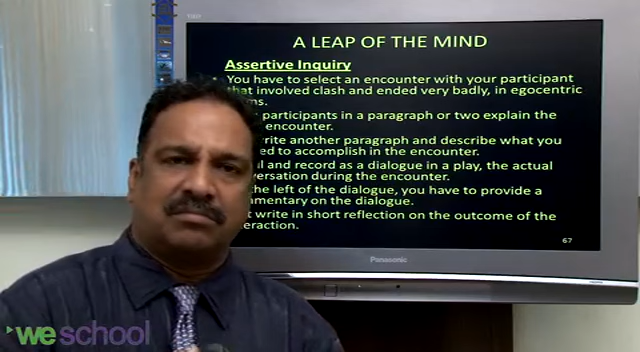 A LEAP OF THE MIND
Assertive Inquiry
You have to select an encounter with your participant
that involved clash and ended very badly, in egocentric
participants in a paragraph or two explain the
encounter.
write another paragraph and describe what you
to accomplish in the encounter.
and record as a dialogue in a play, the actual
during the encounter.
the left of the dialogue, you have to provide a
on the dialogue.
write in short reflection on the outcome of the
67
Panasonic
we school